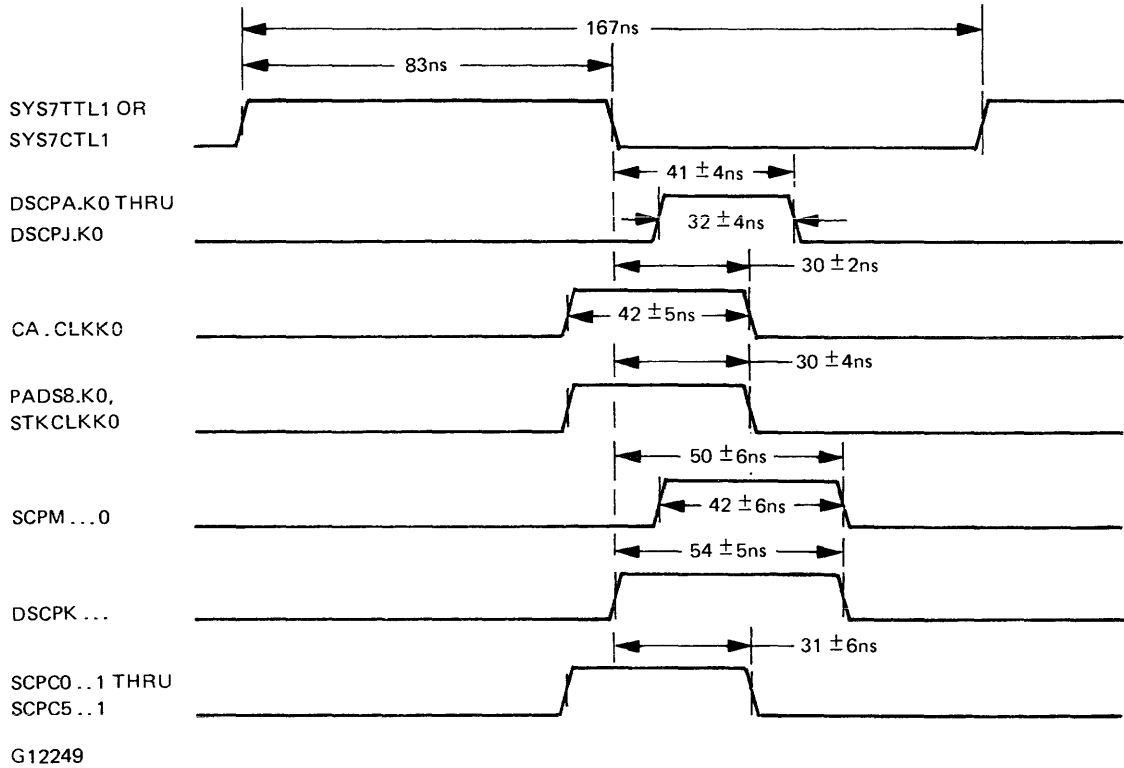 167ns
83ns
SYS7TTL1 OR
SYS7CTL1
41 ±4ns
DSCPA.K0 THRU
DSCPJ.K0
32 ±4ns
30 ±2ns
CA.CLKK0
42 ±5ns
30 ±4ns
PADS8.K0,
STKCLKK0
50 ±6ns
SCPM...0
42 ±6ns
54 ±5ns
DSCPK...
31 ±6ns
SCPC0..1 THRU
SCPC5..1
G12249